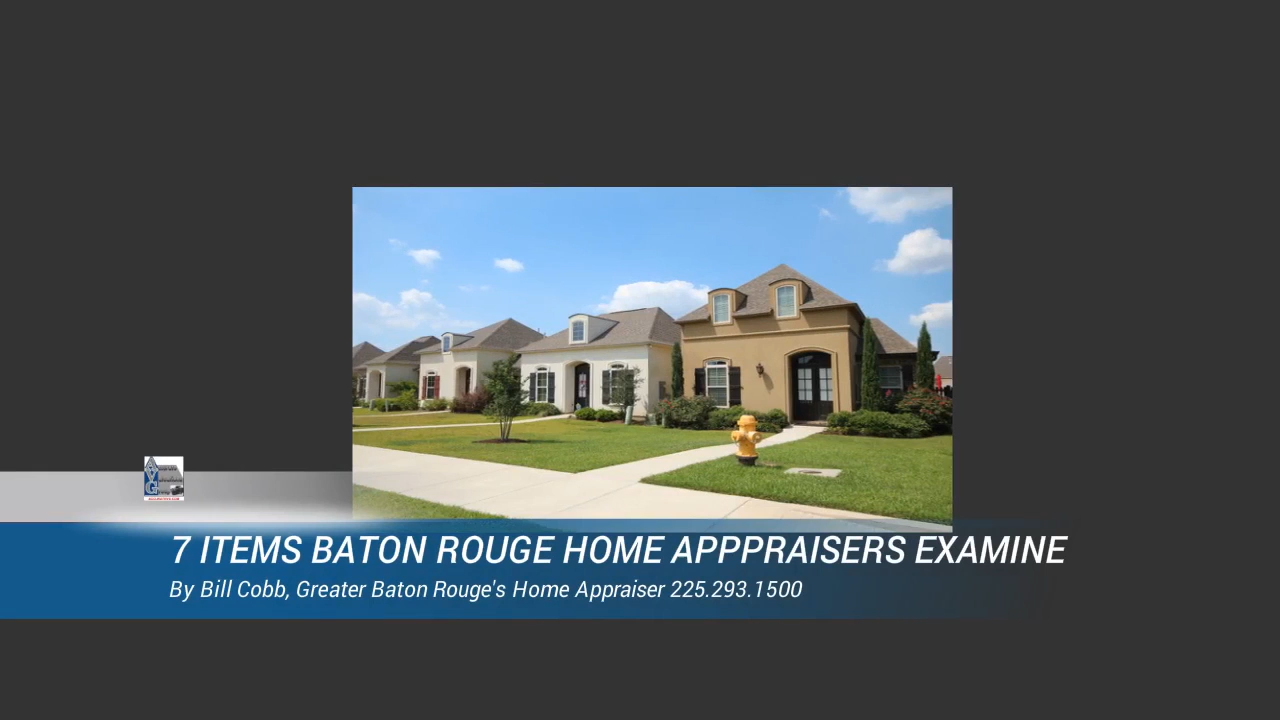 7 ITEMS BATON ROUGE HOME APPPRAISERS EXAMINE
By Bill Cobb, Greater Baton Rouge's Home Appraiser 225.293.1500